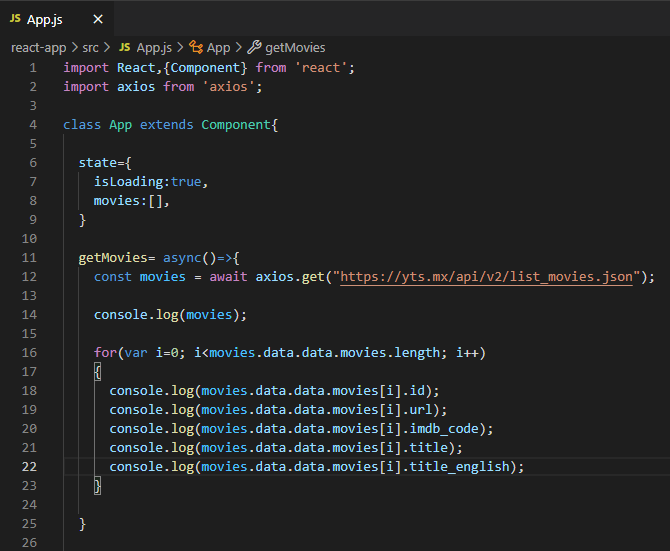 JS App.js ×
react-app > src > JS App.js > App > getMovies
1 import React,{Component} from 'react';
2 import axios from 'axios';
3
4 class App extends Component{
5
6   state={
7     isLoading:true,
8     movies:[],
9   }
10
11   getMovies= async()=>{
12     const movies = await axios.get("https://yts.mx/api/v2/list_movies.json");
13
14     console.log(movies);
15
16     for(var i=0; i<movies.data.data.movies.length; i++)
17     {
18       console.log(movies.data.data.movies[i].id);
19       console.log(movies.data.data.movies[i].url);
20       console.log(movies.data.data.movies[i].imdb_code);
21       console.log(movies.data.data.movies[i].title);
22       console.log(movies.data.data.movies[i].title_english);
23     }
24
25   }
26